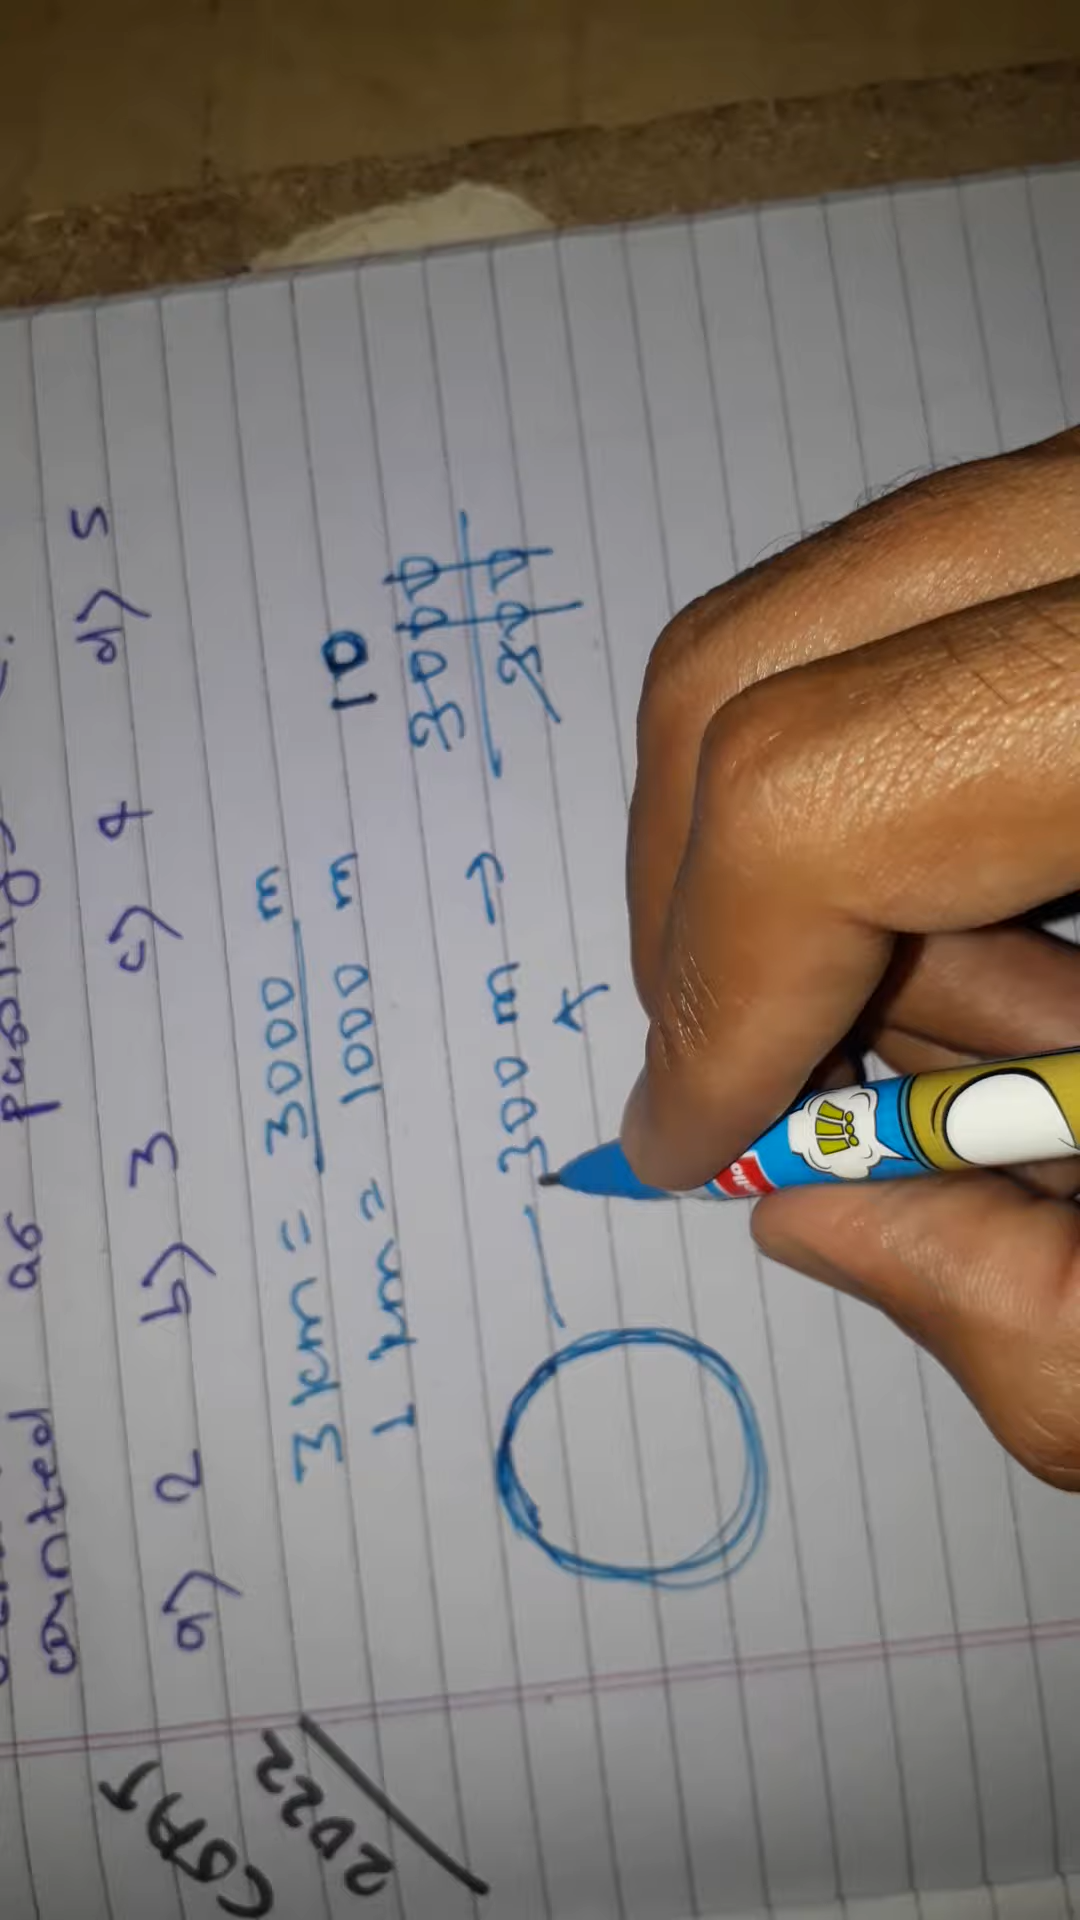 counted as passing
a) 2 b) 3 c) 4 d) 5
CSAT
2022
3 km = 3000 m
1 km = 1000 m
10
300 m → 3000
300
A